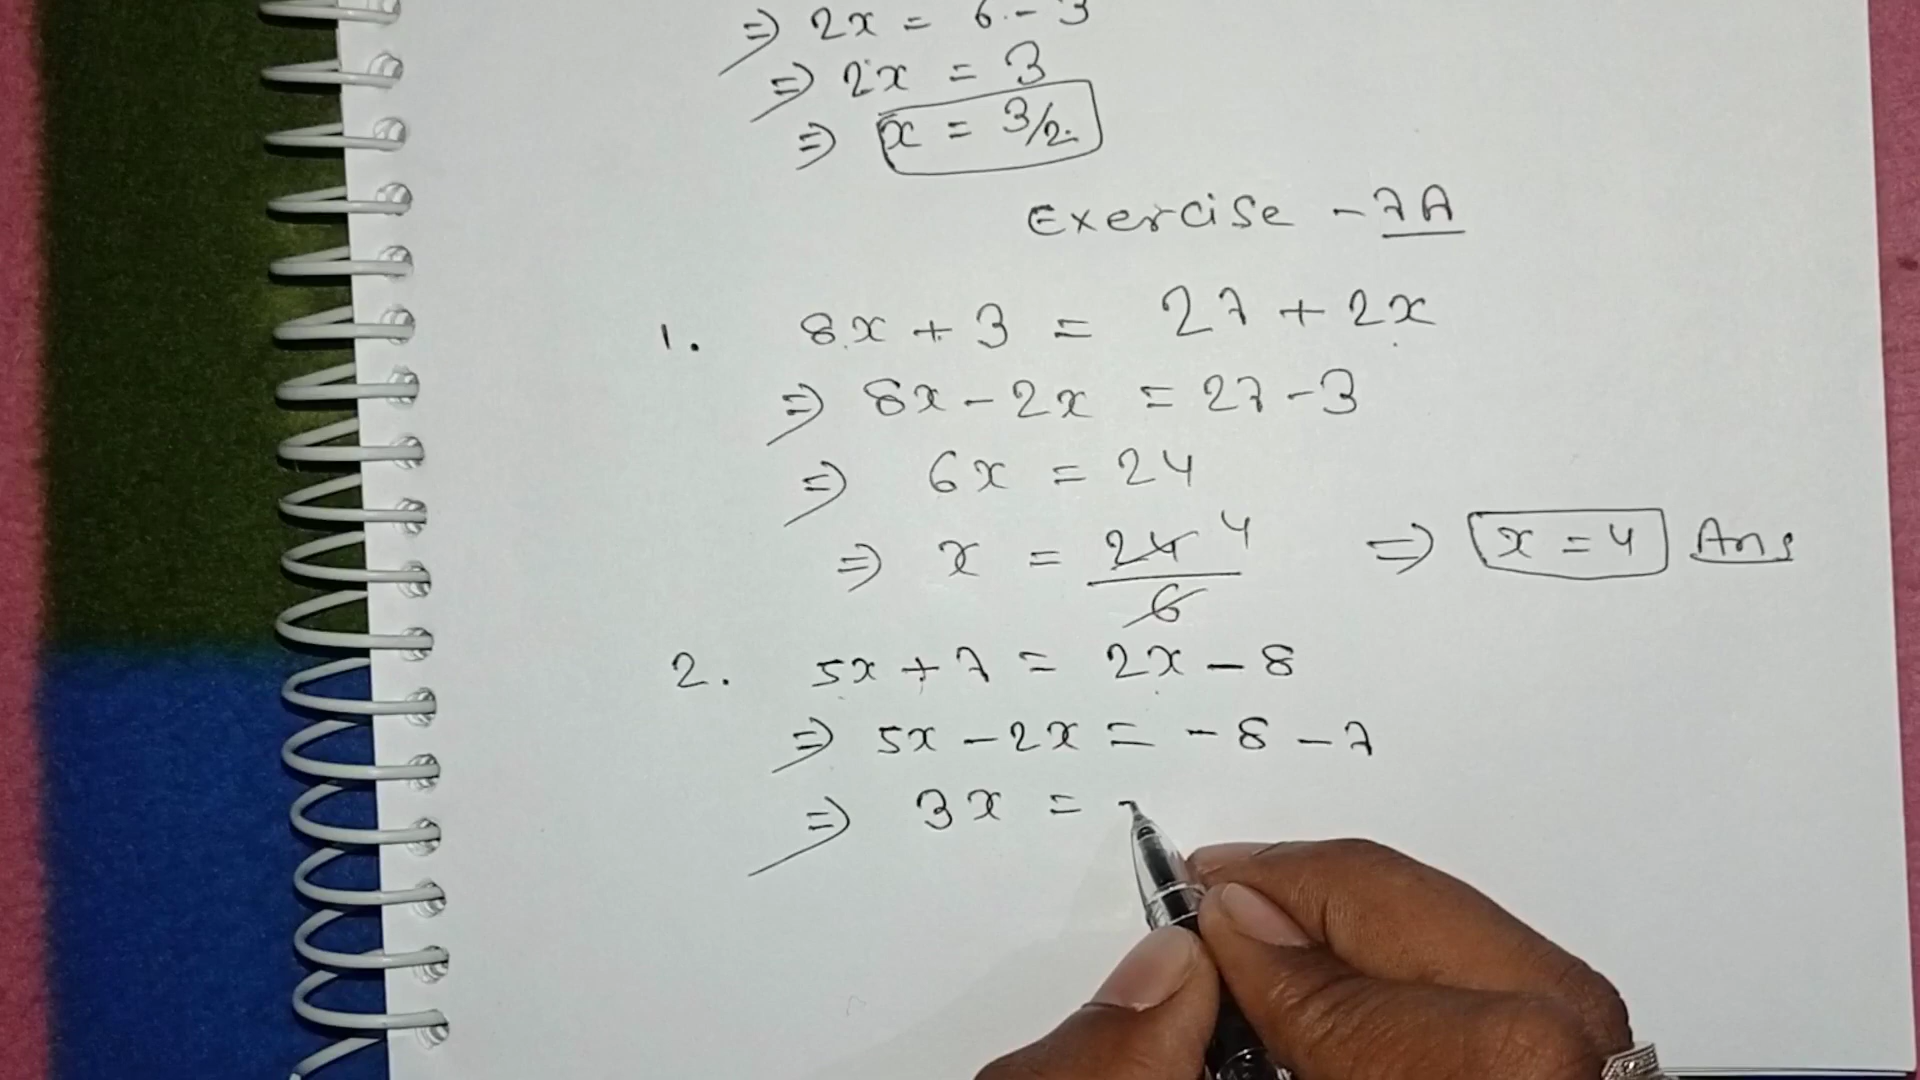 ⇒ 2x = 6 - 3
⇒ 2x = 3
⇒ x = 3/2.
Exercise - 7A
1. 8x + 3 = 27 + 2x
⇒ 8x - 2x = 27 - 3
⇒ 6x = 24
⇒ x = 24/6 4 ⇒ x = 4 Ans
2. 5x + 7 = 2x - 8
⇒ 5x - 2x = - 8 - 7
⇒ 3x = -